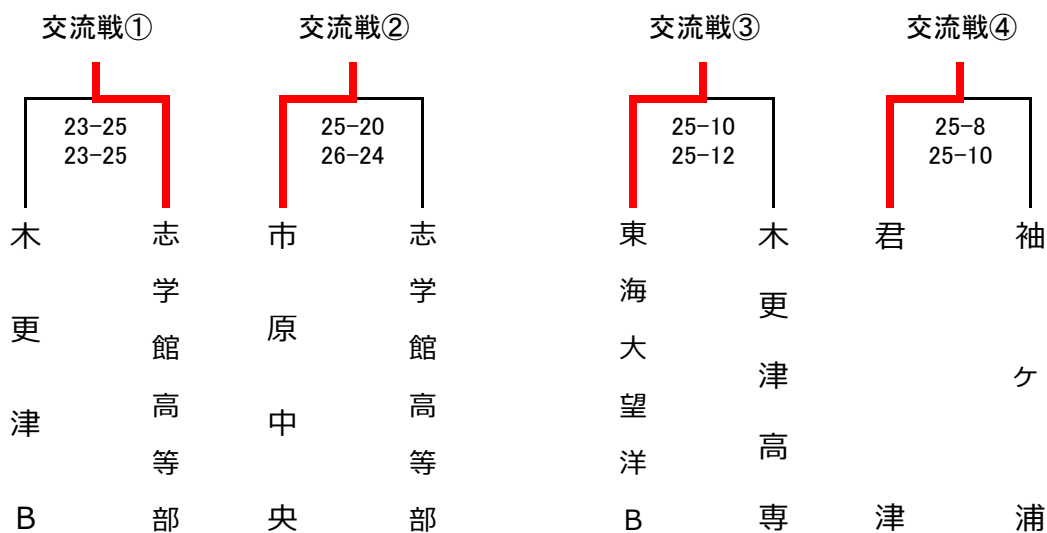 交流戦①
交流戦②
交流戦③
交流戦④
23-25
23-25
25-20
26-24
25-10
25-12
25-8
25-10
木更津B
志学館高等部
市原中央
志学館高等部
東海大望洋B
木更津高専
君津
袖ヶ浦